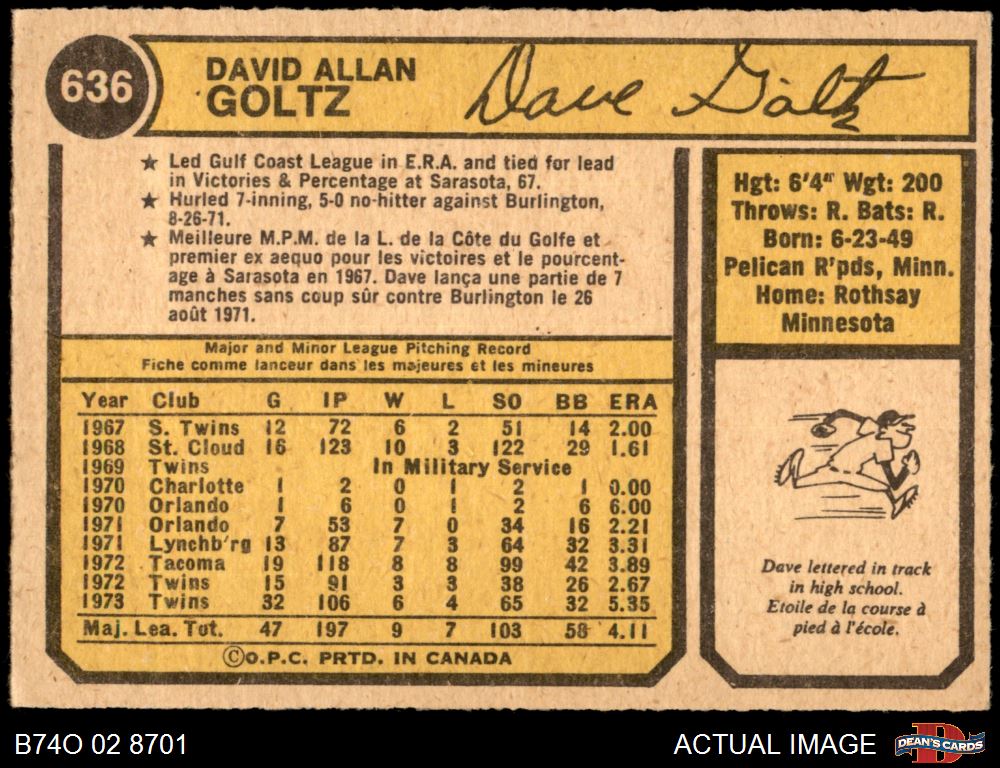 636
DAVID ALLAN
GOLTZ
Dave Goltz
★ Led Gulf Coast League in E.R.A. and tied for lead
in Victories & Percentage at Sarasota, 67.
★ Hurled 7-inning, 5-0 no-hitter against Burlington,
8-26-71.
★ Meilleure M.P.M. de la L. de la Côte du Golfe et
premier ex aequo pour les victoires et le pourcent-
age à Sarasota en 1967. Dave lança une partie de 7
manches sans coup sûr contre Burlington le 26
août 1971.
Hgt: 6'4" Wgt: 200
Throws: R. Bats: R.
Born: 6-23-49
Pelican R'pds, Minn.
Home: Rothsay
Minnesota
Major and Minor League Pitching Record
Fiche comme lanceur dans les majeures et les mineures
Year Club G IP W L SO BB ERA
1967 S. Twins 12 72 6 2 51 14 2.00
1968 St. Cloud 16 123 10 3 122 29 1.61
1969 Twins In Military Service
1970 Charlotte 1 2 0 1 2 1 0.00
1970 Orlando 1 6 0 1 2 6 6.00
1971 Orlando 7 53 7 0 34 16 2.21
1971 Lynchb'rg 13 87 7 3 64 32 3.31
1972 Tacoma 19 118 8 8 99 42 3.89
1972 Twins 15 91 3 3 38 26 2.67
1973 Twins 32 106 6 4 65 32 5.35
Maj. Lea. Tot. 47 197 9 7 103 58 4.11
©O.P.C. PRTD. IN CANADA
Dave lettered in track
in high school.
Etoile de la course à
pied à l'école.
B74O 02 8701
ACTUAL IMAGE
DEAN'S CARDS